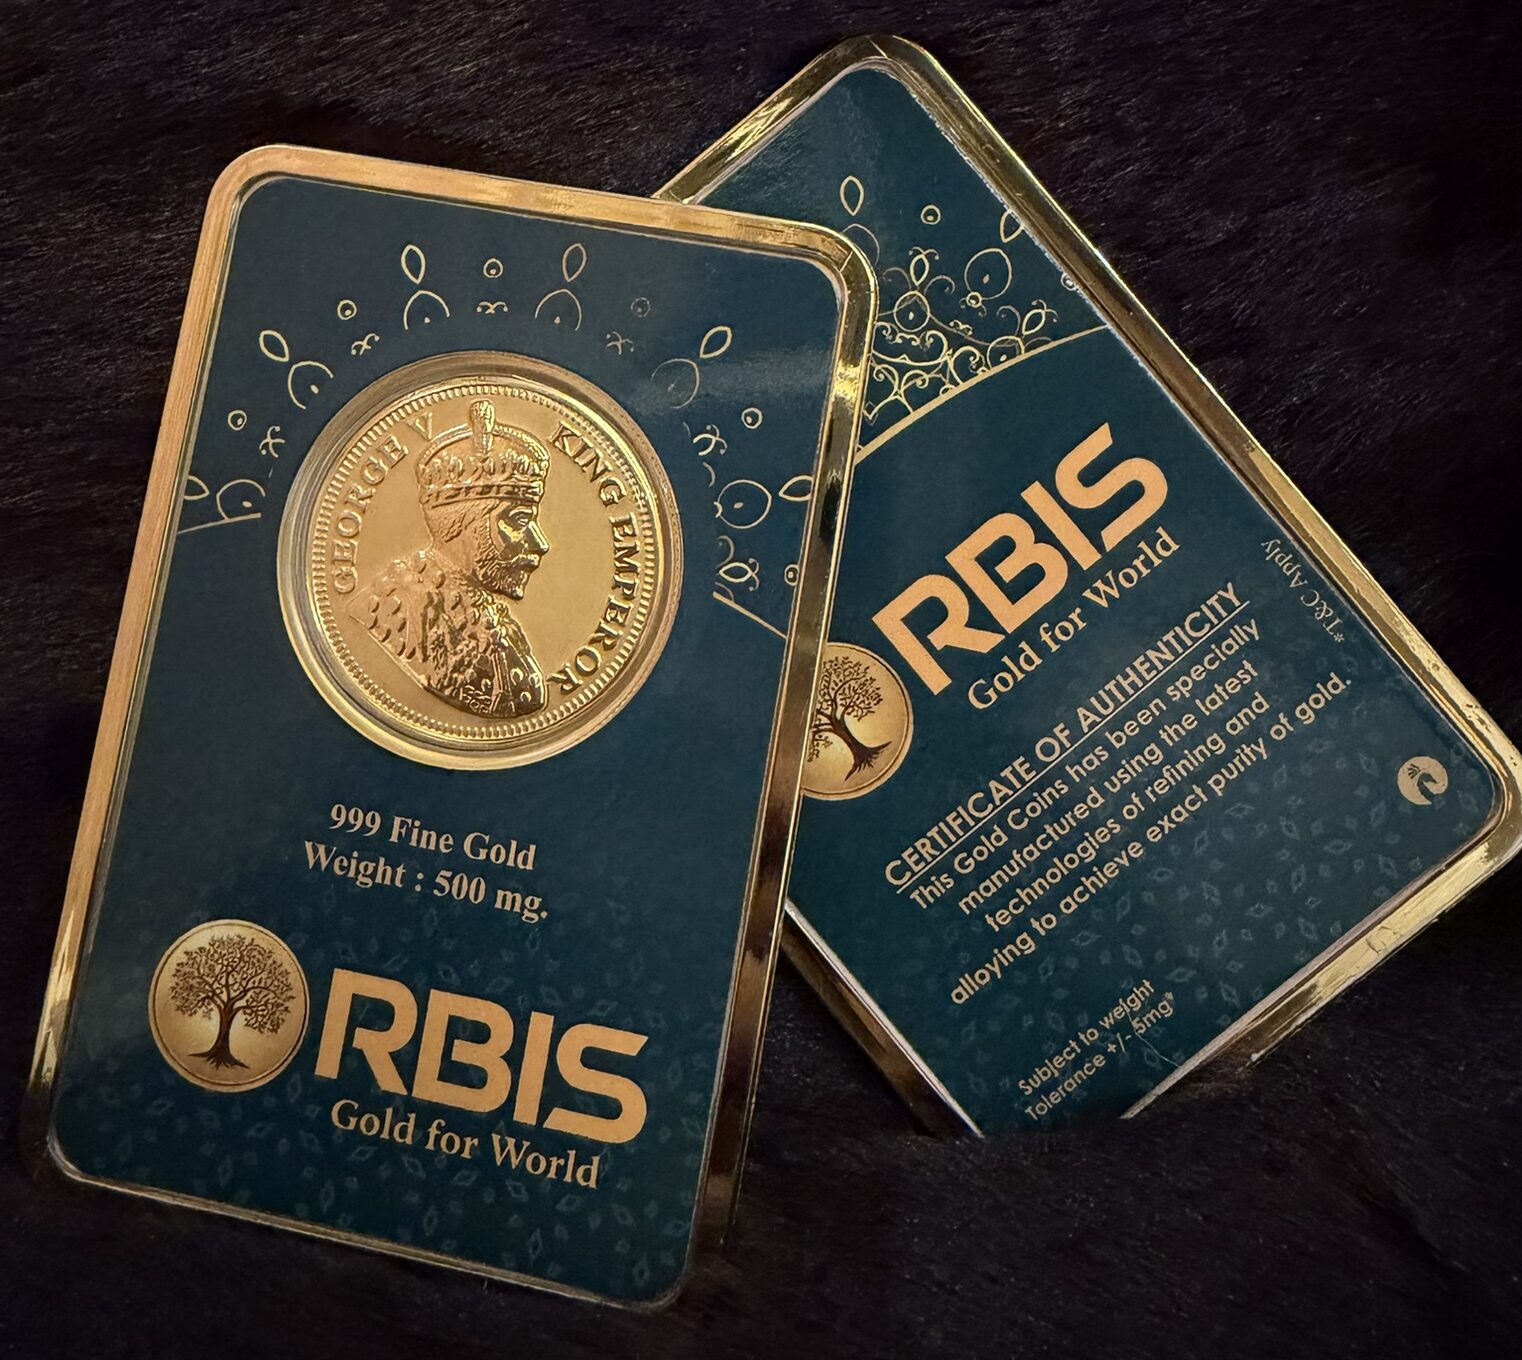 GEORGE V KING EMPEROR
999 Fine Gold
Weight : 500 mg.
RBIS
Gold for World
RBIS
Gold for World
CERTIFICATE OF AUTHENTICITY
This Gold Coins has been specially
manufactured using the latest
technologies of refining and
alloying to achieve exact purity of gold.
Subject to weight
Tolerance +/- 5mg*
*T&C Apply